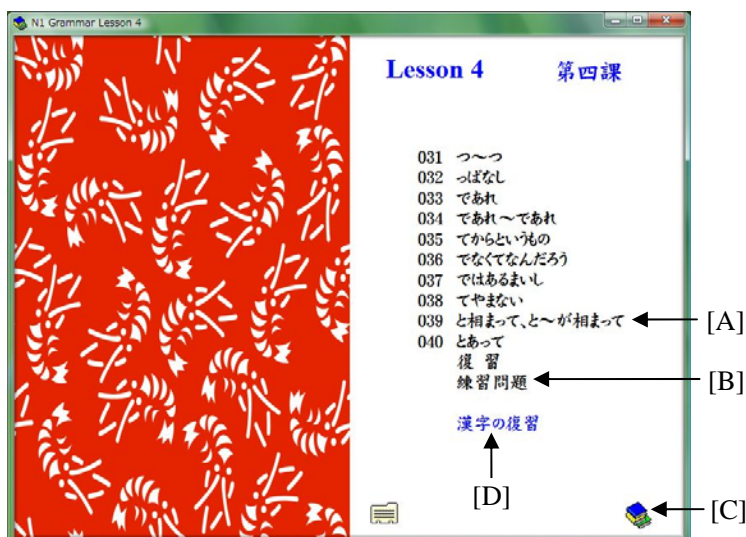 N1 Grammar Lesson 4
Lesson 4 第四課
031 つ～つ
032 っぱなし
033 であれ
034 であれ～であれ
035 てからというもの
036 でなくてなんだろう
037 ではあるまいし
038 てやまない
039 と相まって、と～が相まって [A]
040 とあって
復習
練習問題 [B]
漢字の復習
[D]
[C]